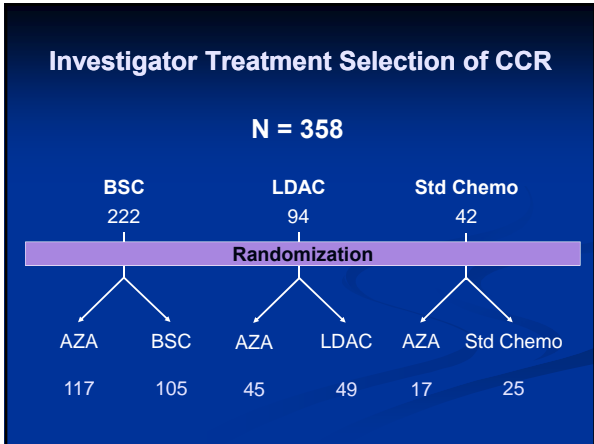 Investigator Treatment Selection of CCR
N = 358
BSC LDAC Std Chemo
222 94 42
Randomization
AZA BSC AZA LDAC AZA Std Chemo
117 105 45 49 17 25